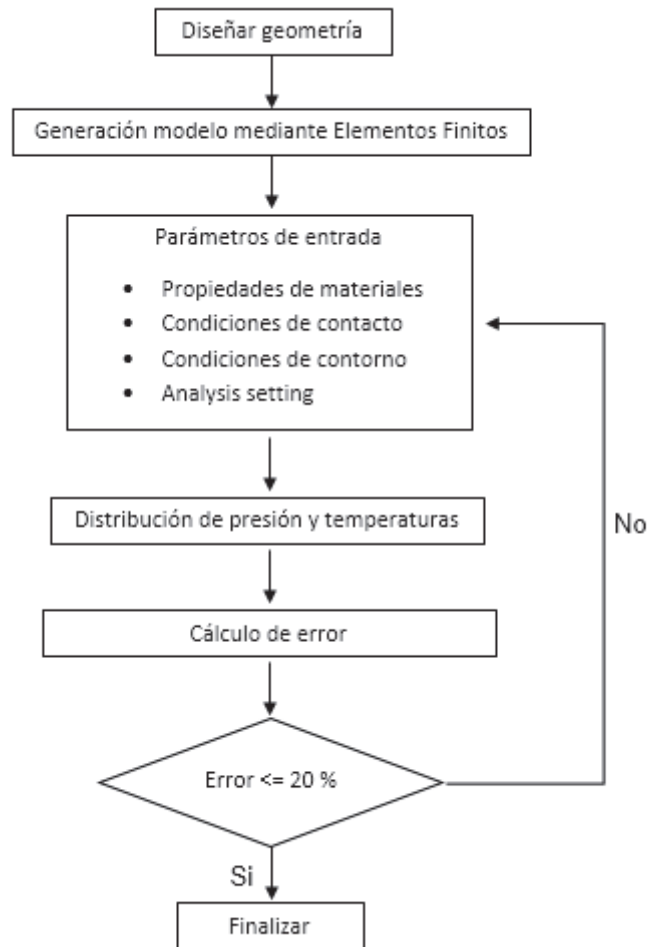 Diseñar geometría
Generación modelo mediante Elementos Finitos
Parámetros de entrada
• Propiedades de materiales
• Condiciones de contacto
• Condiciones de contorno
• Analysis setting
Distribución de presión y temperaturas
No
Cálculo de error
Error <= 20 %
Si
Finalizar